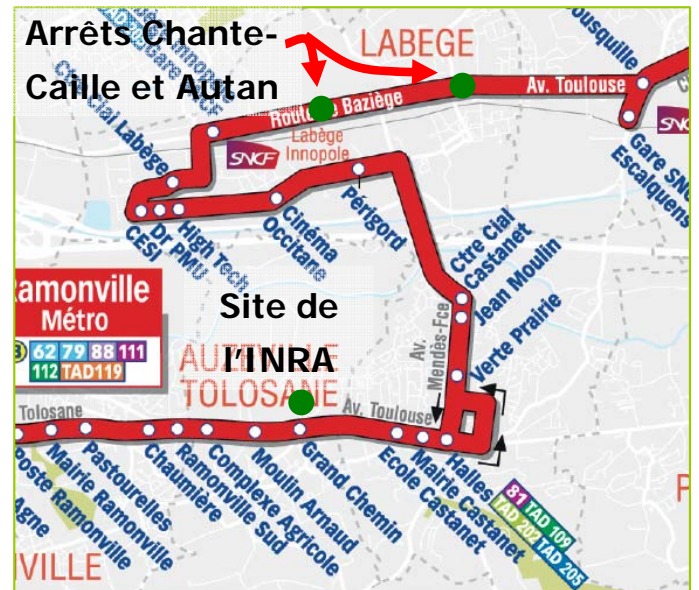 Arrêts Chante-
Caille et Autan
LABEGE
Av. Toulouse
Route de Baziège
Labège
Innopole
SNCF
SNCF
Gare SNCF
Escalquens
Ctre Cial Labège
CESI
Dr PMU
High Tech
Cinéma
Occitane
Périgord
Ctre Cial
Castanet
Jean Moulin
Verte Prairie
Av.
Mendès-Fce
Site de
l'INRA
AUZEVILLE
TOLOSANE
Ramonville
Métro
62 79 88 111
112 TAD119
Tolosane
Av. Toulouse
Agne
Poste Ramonville
Mairie Ramonville
Pastourelles
Chaumière
Ramonville Sud
Complexe Agricole
Moulin Arnaud
Grand Chemin
Ecole Castanet
Mairie Castanet
Halles
81 TAD 109
TAD 202 TAD 205
VILLE